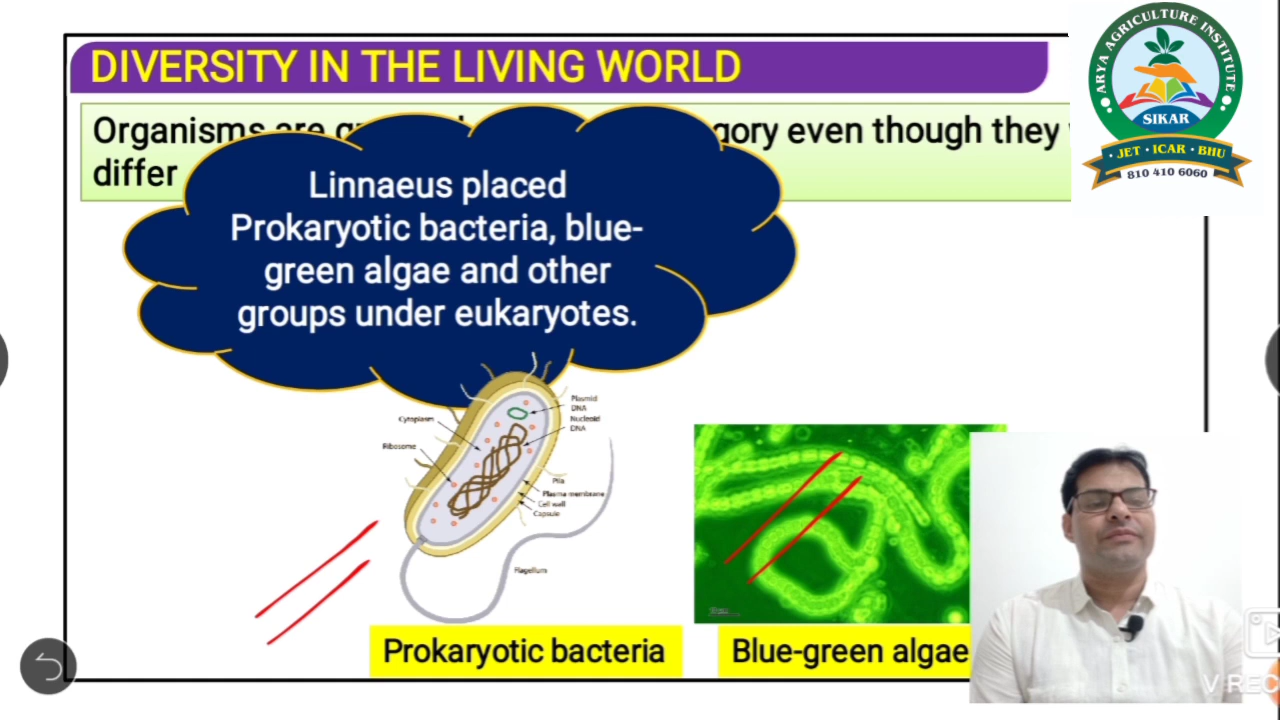 DIVERSITY IN THE LIVING WORLD
Organisms are gory even though they
differ
Linnaeus placed
Prokaryotic bacteria, blue-
green algae and other
groups under eukaryotes.
ARYA AGRICULTURE INSTITUTE
SIKAR
· JET · ICAR · BHU
810 410 6060
Plasmid
DNA
Nucleoid
DNA
Cytoplasm
Ribosome
Pilia
Plasma membrane
Cell wall
Capsule
Flagellum
Prokaryotic bacteria
Blue-green algae
V REC